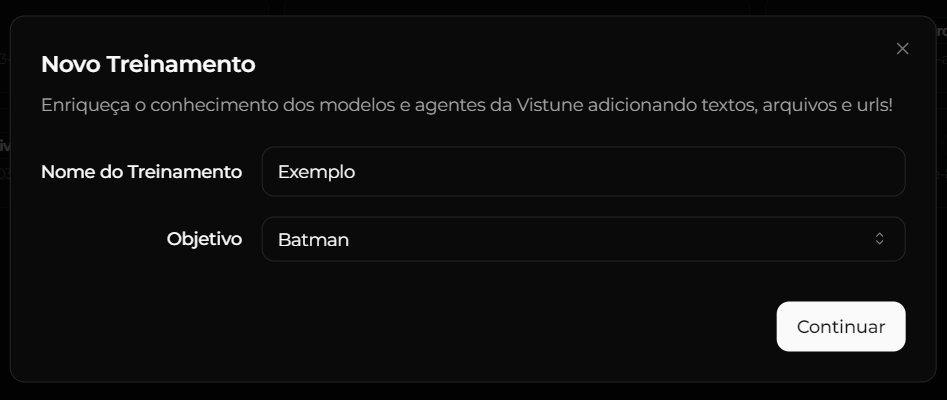 Novo Treinamento
Enriqueça o conhecimento dos modelos e agentes da Vistune adicionando textos, arquivos e urls!
Nome do Treinamento Exemplo
Objetivo Batman
Continuar